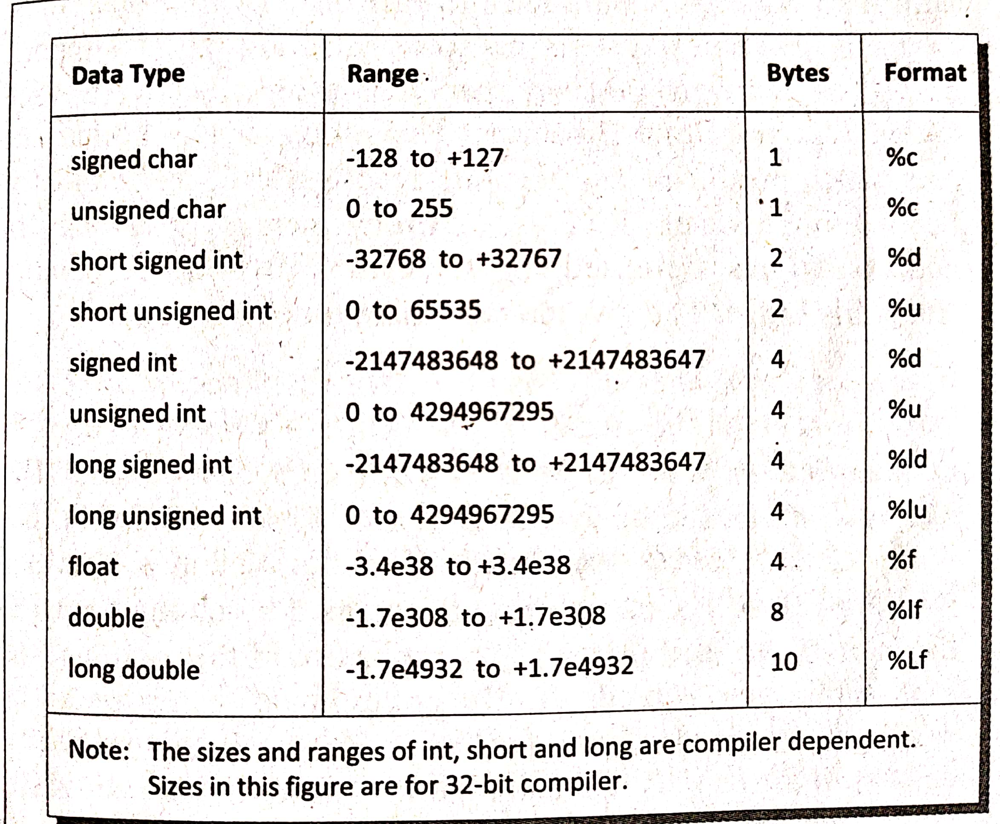 Data Type Range Bytes Format
signed char -128 to +127 1 %c
unsigned char 0 to 255 1 %c
short signed int -32768 to +32767 2 %d
short unsigned int 0 to 65535 2 %u
signed int -2147483648 to +2147483647 4 %d
unsigned int 0 to 4294967295 4 %u
long signed int -2147483648 to +2147483647 4 %ld
long unsigned int 0 to 4294967295 4 %lu
float -3.4e38 to +3.4e38 4 %f
double -1.7e308 to +1.7e308 8 %lf
long double -1.7e4932 to +1.7e4932 10 %Lf
Note: The sizes and ranges of int, short and long are compiler dependent.
Sizes in this figure are for 32-bit compiler.